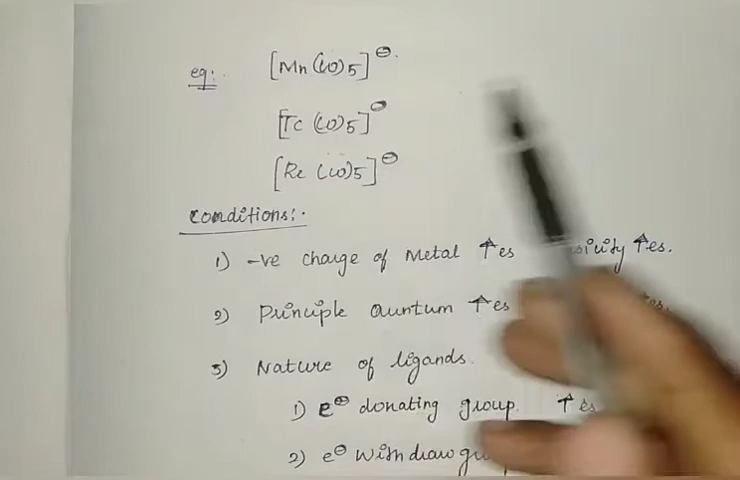 eg:. [Mn(CO)5]⊖.
[Tc (CO)5]⊖
[Re (CO)5]⊖
conditions:.
1) -ve charge of Metal ↑es ↑es.
2) Principle quntum ↑es
3) Nature of ligands.
1) e⊖ donating group. ↑es
2) e⊖ withdraw